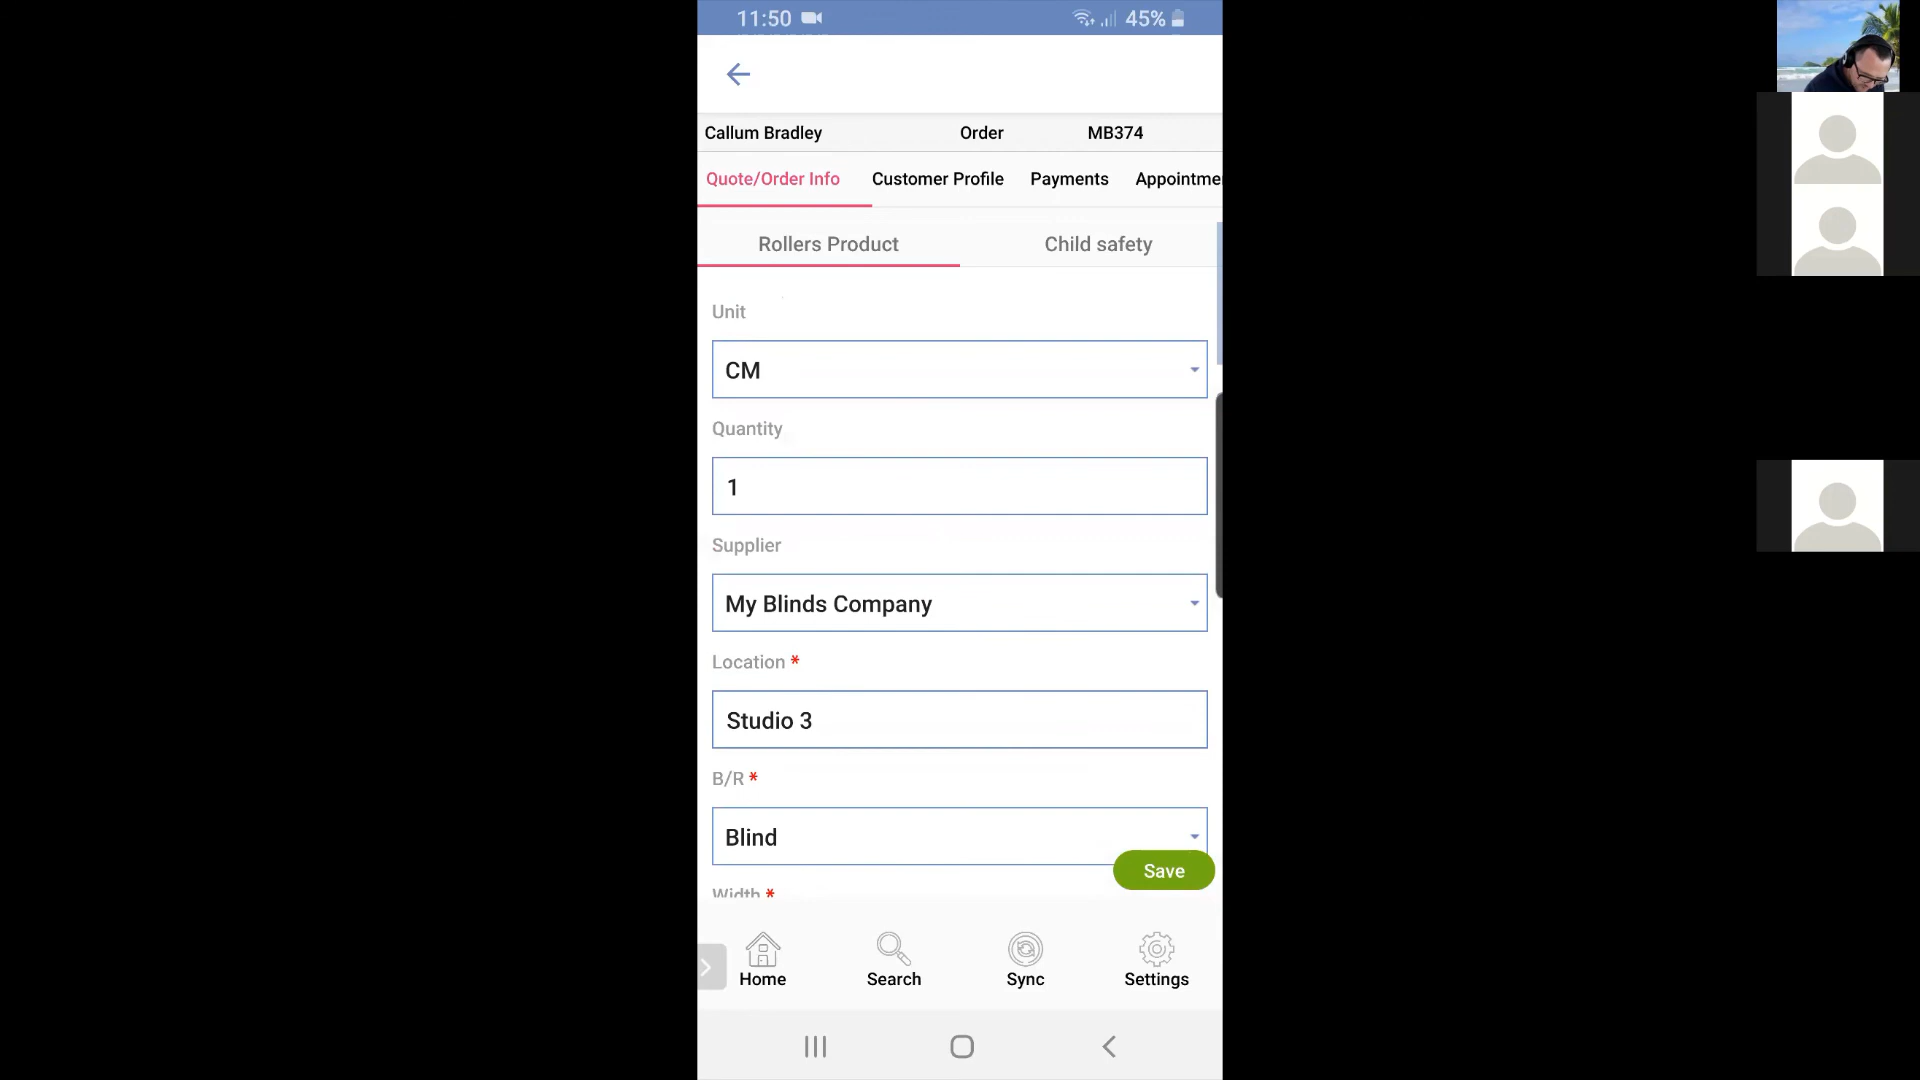 11:50 45%
Callum Bradley Order MB374
Quote/Order Info Customer Profile Payments Appointme
Rollers Product Child safety
Unit
CM
Quantity
1
Supplier
My Blinds Company
Location *
Studio 3
B/R *
Blind
Save
Width *
Home Search Sync Settings